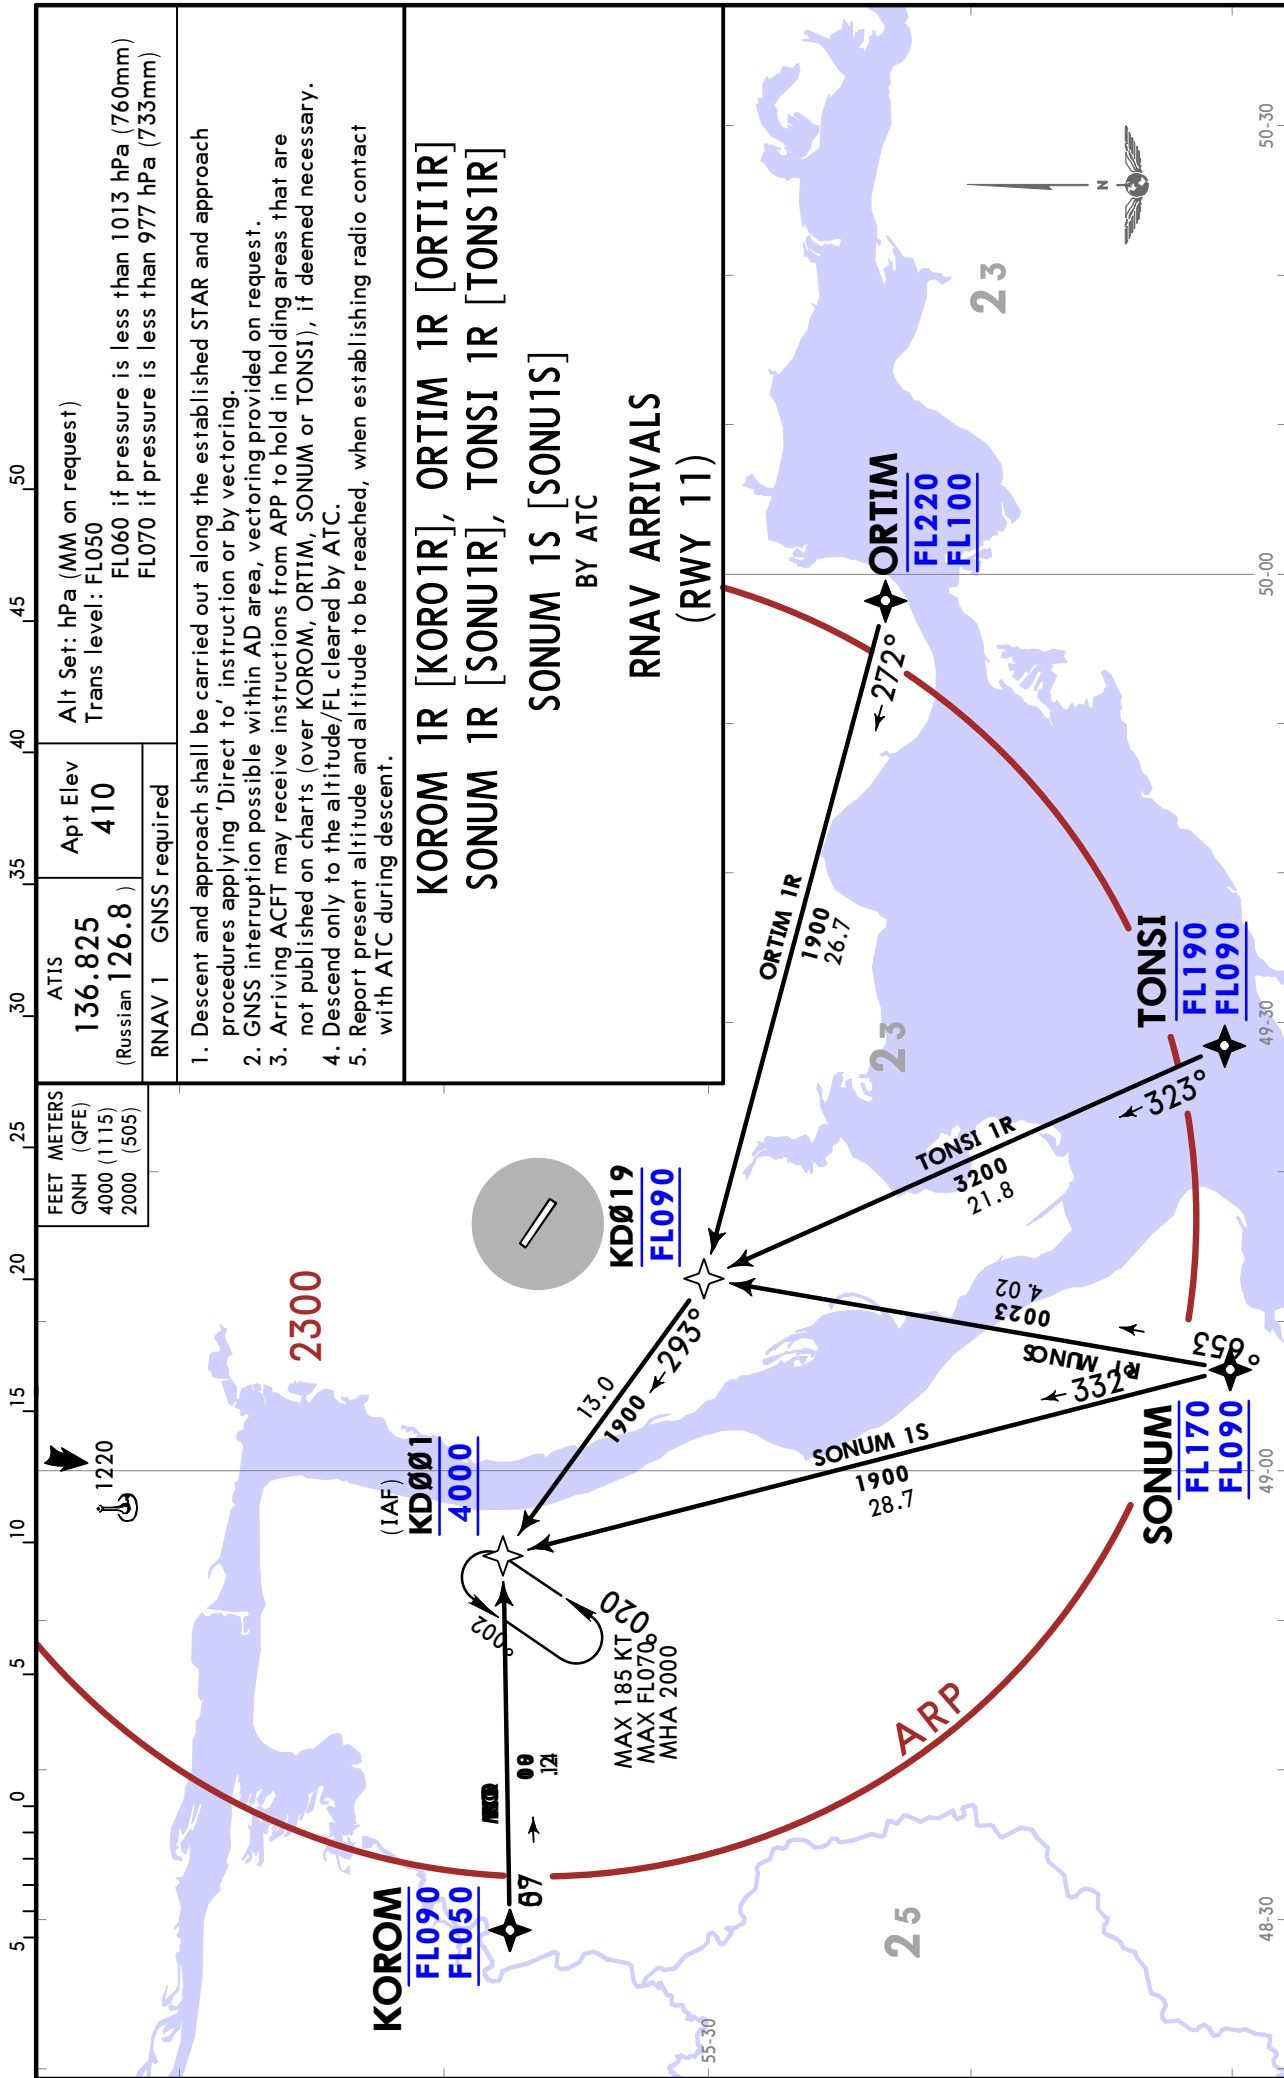 ATIS
136.825
(Russian 126.8)
Apt Elev
410
Alt Set: hPa (MM on request)
Trans level: FL050
FL060 if pressure is less than 1013 hPa (760mm)
FL070 if pressure is less than 977 hPa (733mm)
RNAV 1 GNSS required
1. Descent and approach shall be carried out along the established STAR and approach
procedures applying 'Direct to' instruction or by vectoring.
2. GNSS interruption possible within AD area, vectoring provided on request.
3. Arriving ACFT may receive instructions from APP to hold in holding areas that are
not published on charts (over KOROM, ORTIM, SONUM or TONSI), if deemed necessary.
4. Descend only to the altitude/FL cleared by ATC.
5. Report present altitude and altitude to be reached, when establishing radio contact
with ATC during descent.
KOROM 1R [KORO1R], ORTIM 1R [ORTI1R]
SONUM 1R [SONU1R], TONSI 1R [TONS1R]
SONUM 1S [SONU1S]
BY ATC
RNAV ARRIVALS
(RWY 11)
FEET METERS
QNH (QFE)
4000 (1115)
2000 (505)
5 0 5 10 15 20 25 30 35 40 45 50
1220
2300
(IAF)
KDØØ1
4000
KDØ19
FL090
13.0
1900
293°
KOROM
FL090
FL050
020°
MAX 185 KT
MAX FL070
MHA 2000
ORTIM
FL220
FL100
272°
ORTIM 1R
1900
26.7
TONSI
FL190
FL090
323°
TONSI 1R
3200
21.8
SONUM
FL170
FL090
332°
SONUM 1S
1900
28.7
ARP
23
23
25
N
55-30
48-30
49-00
49-30
50-00
50-30